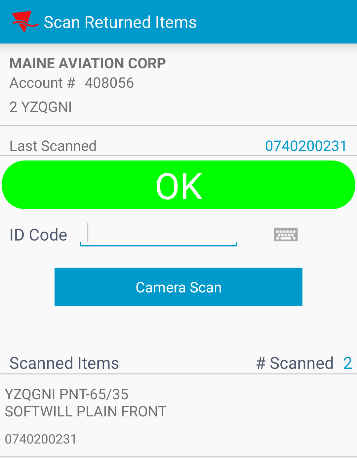 Scan Returned Items
MAINE AVIATION CORP
Account # 408056
2 YZQGNI
Last Scanned 0740200231
OK
ID Code
Camera Scan
Scanned Items # Scanned 2
YZQGNI PNT-65/35
SOFTWILL PLAIN FRONT
0740200231